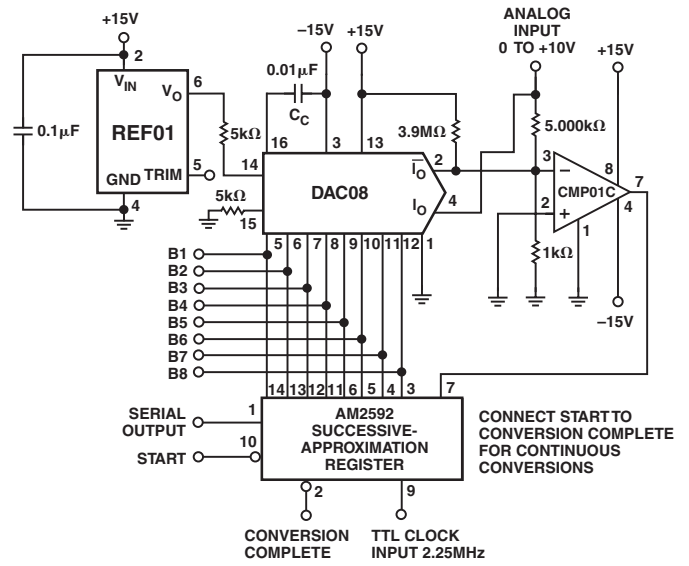 +15V
2
V_IN
V_O
6
REF01
0.1µF
TRIM
5
GND
4
–15V
+15V
0.01µF
C_C
5kΩ
16
3
13
3.9MΩ
14
DAC08
I_O
2
I_O
4
5kΩ
15
5 6 7 8 9 10 11 12 1
ANALOG
INPUT
0 TO +10V
+15V
5.000kΩ
3
–
8
7
CMP01C
2
+
4
1
1kΩ
–15V
B1
B2
B3
B4
B5
B6
B7
B8
14 13 12 11 6 5 4 3
7
SERIAL
OUTPUT
1
START
10
AM2592
SUCCESSIVE-
APPROXIMATION
REGISTER
CONNECT START TO
CONVERSION COMPLETE
FOR CONTINUOUS
CONVERSIONS
2
9
CONVERSION
COMPLETE
TTL CLOCK
INPUT 2.25MHz